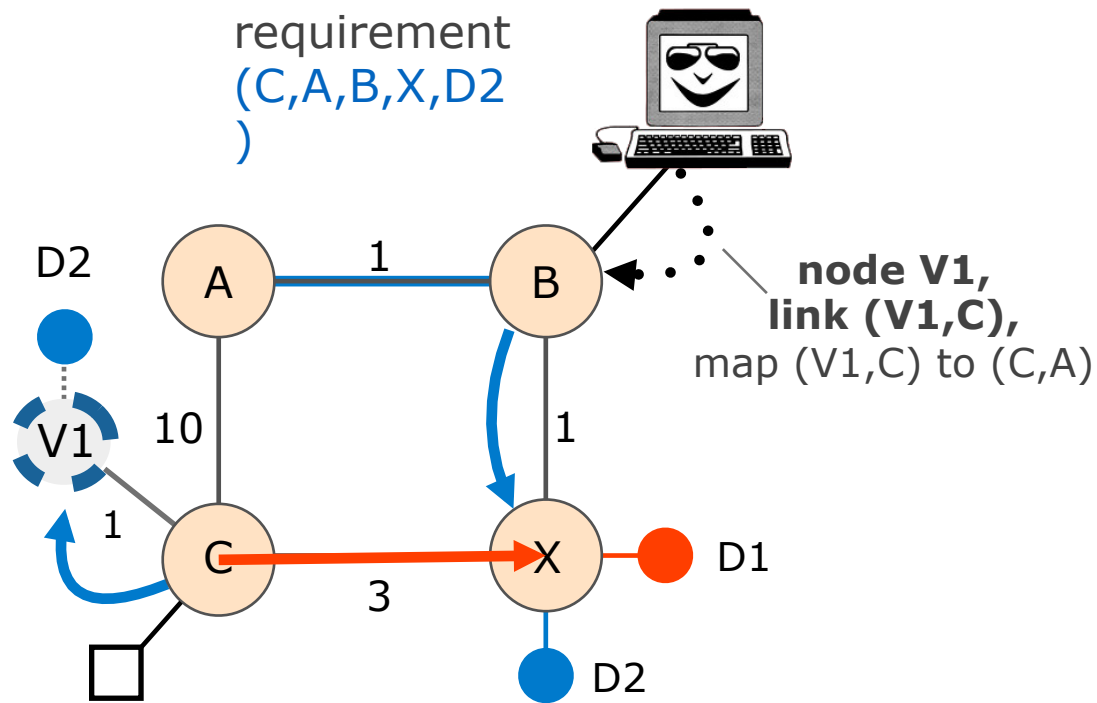 requirement
(C,A,B,X,D2
)
D2
A
1
B
node V1,
link (V1,C),
map (V1,C) to (C,A)
V1
10
1
1
C
X
D1
3
D2